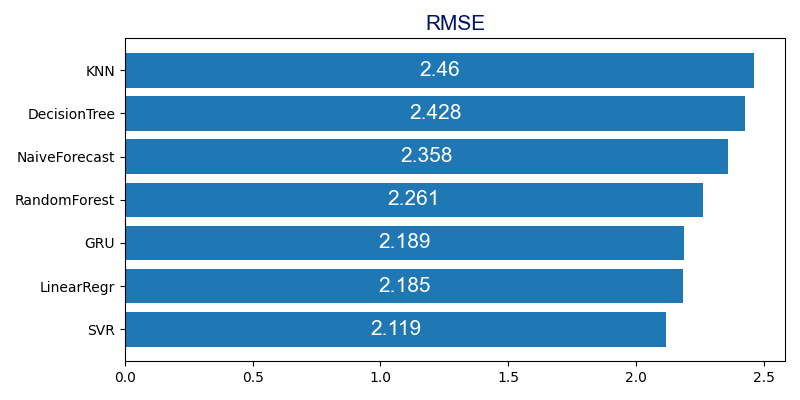 RMSE
KNN 2.46
DecisionTree 2.428
NaiveForecast 2.358
RandomForest 2.261
GRU 2.189
LinearRegr 2.185
SVR 2.119
0.0 0.5 1.0 1.5 2.0 2.5